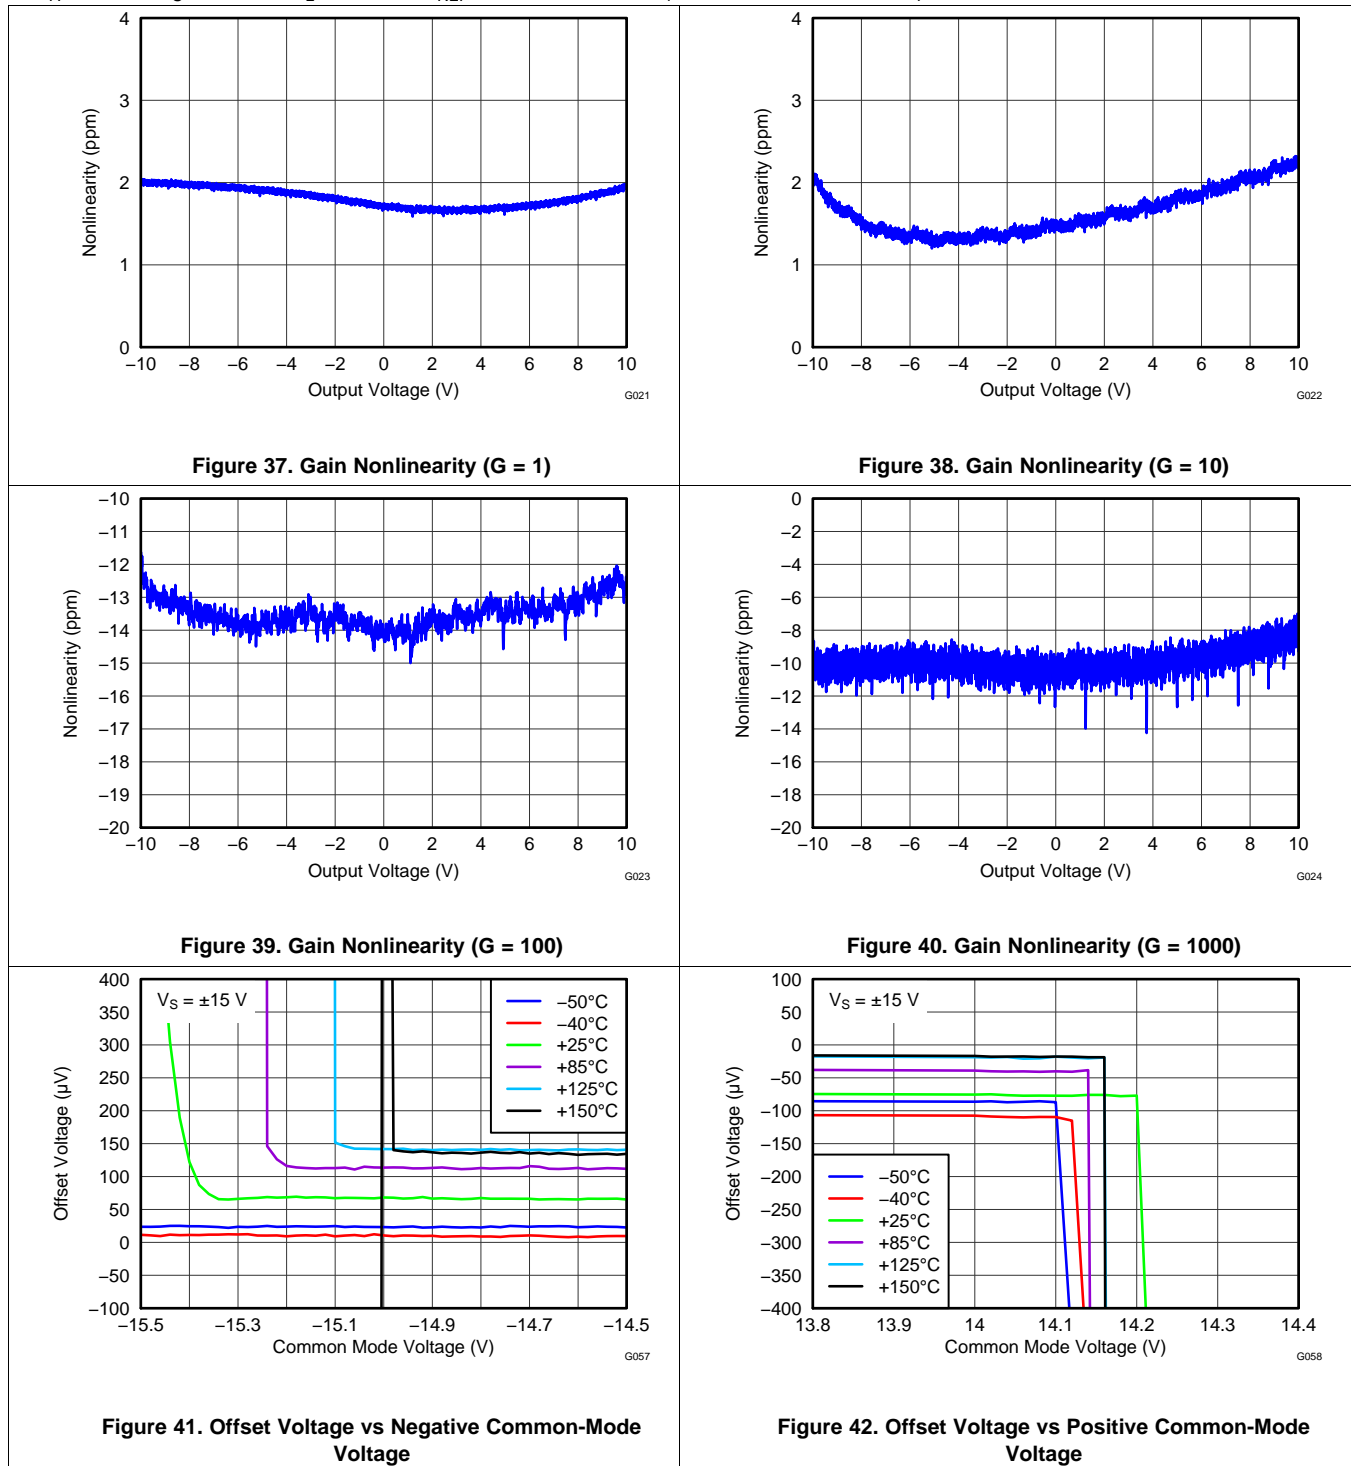 4
3
2
1
0
Nonlinearity (ppm)
−10 −8 −6 −4 −2 0 2 4 6 8 10
Output Voltage (V)
G021
Figure 37. Gain Nonlinearity (G = 1)
4
3
2
1
0
Nonlinearity (ppm)
−10 −8 −6 −4 −2 0 2 4 6 8 10
Output Voltage (V)
G022
Figure 38. Gain Nonlinearity (G = 10)
−10
−11
−12
−13
−14
−15
−16
−17
−18
−19
−20
Nonlinearity (ppm)
−10 −8 −6 −4 −2 0 2 4 6 8 10
Output Voltage (V)
G023
Figure 39. Gain Nonlinearity (G = 100)
0
−2
−4
−6
−8
−10
−12
−14
−16
−18
−20
Nonlinearity (ppm)
−10 −8 −6 −4 −2 0 2 4 6 8 10
Output Voltage (V)
G024
Figure 40. Gain Nonlinearity (G = 1000)
400
350
300
250
200
150
100
50
0
−50
−100
Offset Voltage (µV)
VS = ±15 V
−50°C
−40°C
+25°C
+85°C
+125°C
+150°C
−15.5 −15.3 −15.1 −14.9 −14.7 −14.5
Common Mode Voltage (V)
G057
Figure 41. Offset Voltage vs Negative Common-Mode
Voltage
100
50
0
−50
−100
−150
−200
−250
−300
−350
−400
Offset Voltage (µV)
VS = ±15 V
−50°C
−40°C
+25°C
+85°C
+125°C
+150°C
13.8 13.9 14 14.1 14.2 14.3 14.4
Common Mode Voltage (V)
G058
Figure 42. Offset Voltage vs Positive Common-Mode
Voltage